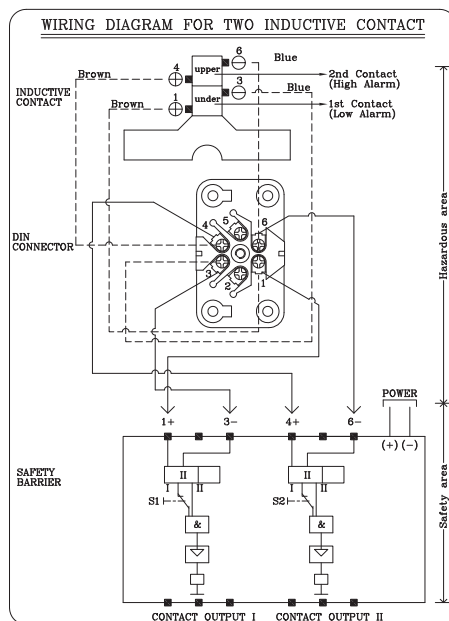 WIRING DIAGRAM FOR TWO INDUCTIVE CONTACT
6
Blue
4
upper
2nd Contact
(High Alarm)
Brown
3
INDUCTIVE
CONTACT
Blue
1
under
1st Contact
(Low Alarm)
Brown
Hazardous area
5
4
6
DIN
CONNECTOR
3
2
1
POWER
1+
3-
4+
6-
(+)
(-)
SAFETY
BARRIER
II
II
I
II
I
II
S1
S2
&
&
Safety area
CONTACT OUTPUT I
CONTACT OUTPUT II